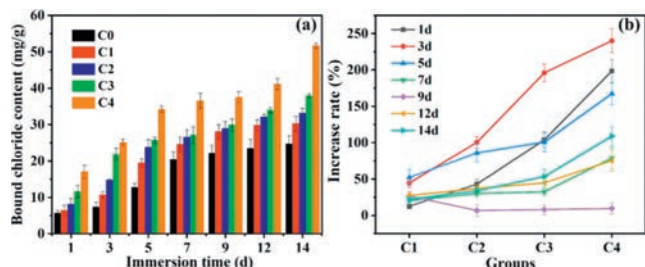 (a)
C0
C1
C2
C3
C4
Bound chloride content (mg/g)
60
50
40
30
20
10
0
1 3 5 7 9 12 14
Immersion time (d)
(b)
1d
3d
5d
7d
9d
12d
14d
Increase rate (%)
250
200
150
100
50
0
C1 C2 C3 C4
Groups